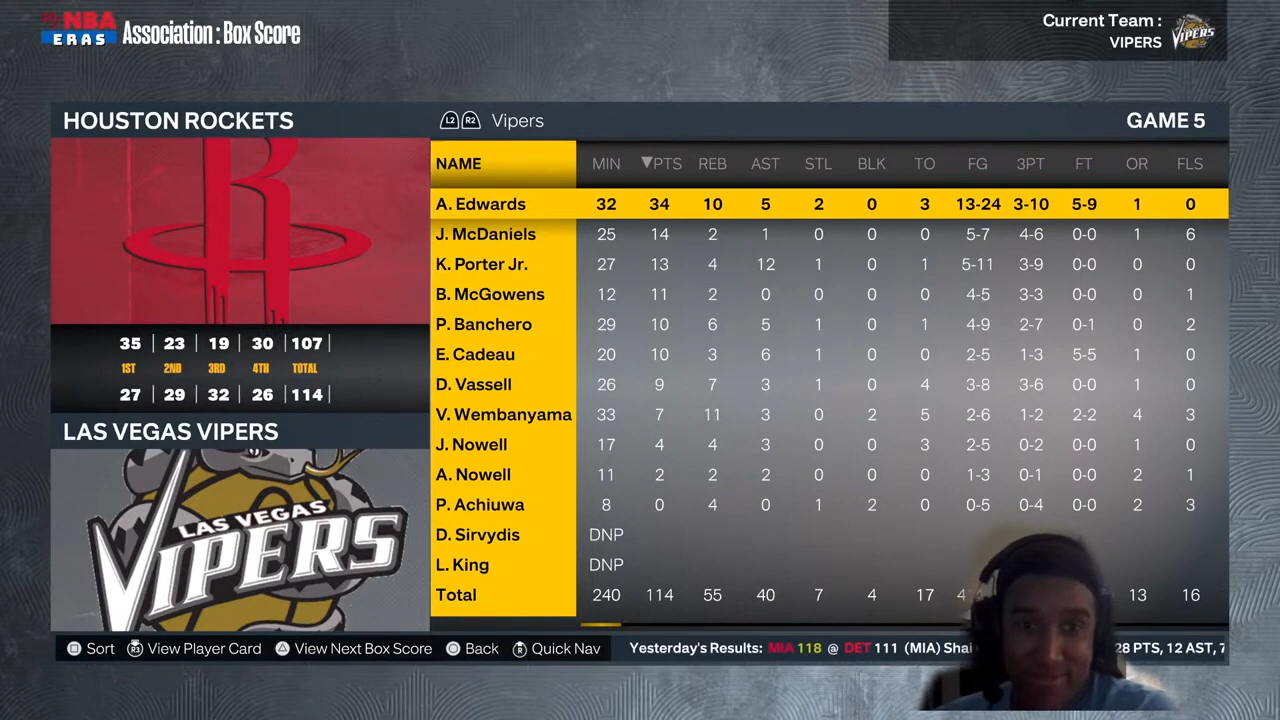 MyNBA
ERAS
Association : Box Score
Current Team :
VIPERS
VIPERS
HOUSTON ROCKETS
L2 R2 Vipers
GAME 5
NAME MIN ▼PTS REB AST STL BLK TO FG 3PT FT OR FLS
A. Edwards 32 34 10 5 2 0 3 13-24 3-10 5-9 1 0
J. McDaniels 25 14 2 1 0 0 0 5-7 4-6 0-0 1 6
K. Porter Jr. 27 13 4 12 1 0 1 5-11 3-9 0-0 0 0
B. McGowens 12 11 2 0 0 0 0 4-5 3-3 0-0 0 1
P. Banchero 29 10 6 5 1 0 1 4-9 2-7 0-1 0 2
E. Cadeau 20 10 3 6 1 0 0 2-5 1-3 5-5 1 0
D. Vassell 26 9 7 3 1 0 4 3-8 3-6 0-0 1 0
V. Wembanyama 33 7 11 3 0 2 5 2-6 1-2 2-2 4 3
J. Nowell 17 4 4 3 0 0 3 2-5 0-2 0-0 1 0
A. Nowell 11 2 2 2 0 0 0 1-3 0-1 0-0 2 1
P. Achiuwa 8 0 4 0 1 2 0 0-5 0-4 0-0 2 3
D. Sirvydis DNP
L. King DNP
Total 240 114 55 40 7 4 17 13 16
35 | 23 | 19 | 30 | 107 |
1ST 2ND 3RD 4TH TOTAL
27 | 29 | 32 | 26 | 114 |
LAS VEGAS VIPERS
LAS VEGAS
VIPERS
Sort R3 View Player Card View Next Box Score Back R Quick Nav
Yesterday's Results: MIA 118 @ DET 111 (MIA) Shai 28 PTS, 12 AST, 7